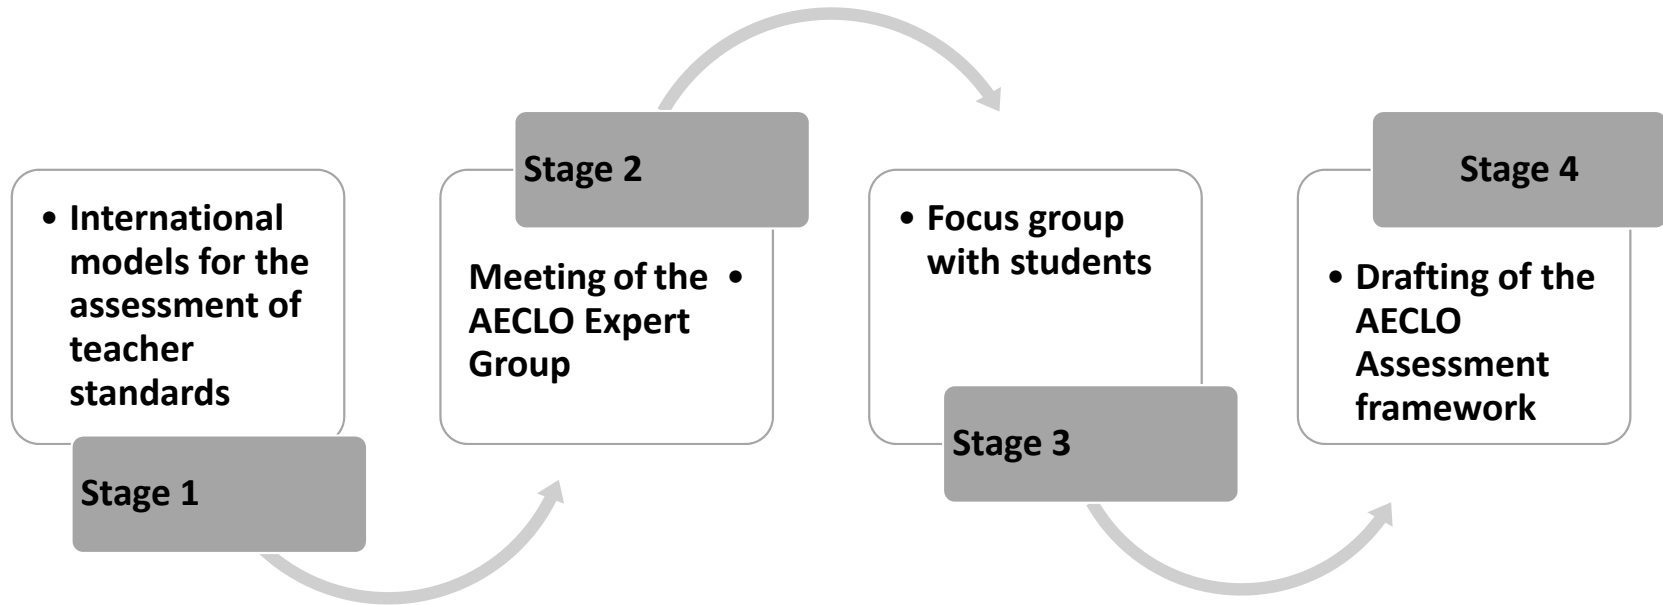 • International
models for the
assessment of
teacher
standards
Stage 1
Stage 2
Meeting of the •
AECLO Expert
Group
• Focus group
with students
Stage 3
Stage 4
• Drafting of the
AECLO
Assessment
framework